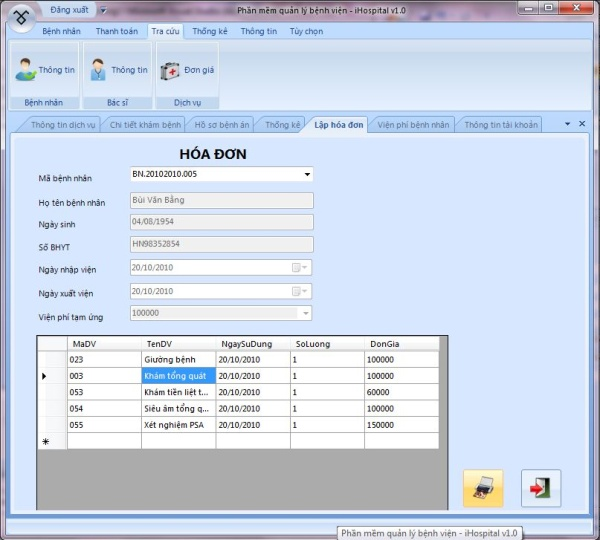 Đăng xuất
Phần mềm quản lý bệnh viện - iHospital v1.0
Bệnh nhân Thanh toán Tra cứu Thống kê Thông tin Tùy chọn
Thông tin Thông tin Đơn giá
Bệnh nhân Bác sĩ Dịch vụ
Thông tin dịch vụ Chi tiết khám bệnh Hồ sơ bệnh án Thống kê Lập hóa đơn Viện phí bệnh nhân Thông tin tài khoản
HÓA ĐƠN
Mã bệnh nhân BN.20102010.005
Họ tên bệnh nhân Bùi Văn Bằng
Ngày sinh 04/08/1954
Số BHYT HN98352854
Ngày nhập viện 20/10/2010
Ngày xuất viện 20/10/2010
Viện phí tạm ứng 100000
MaDV TenDV NgaySuDung SoLuong DonGia
023 Giường bệnh 20/10/2010 1 100000
003 Khám tổng quát 20/10/2010 1 100000
053 Khám tiền liệt t... 20/10/2010 1 60000
054 Siêu âm tổng q... 20/10/2010 1 100000
055 Xét nghiệm PSA 20/10/2010 1 150000
Phần mềm quản lý bệnh viện - iHospital v1.0